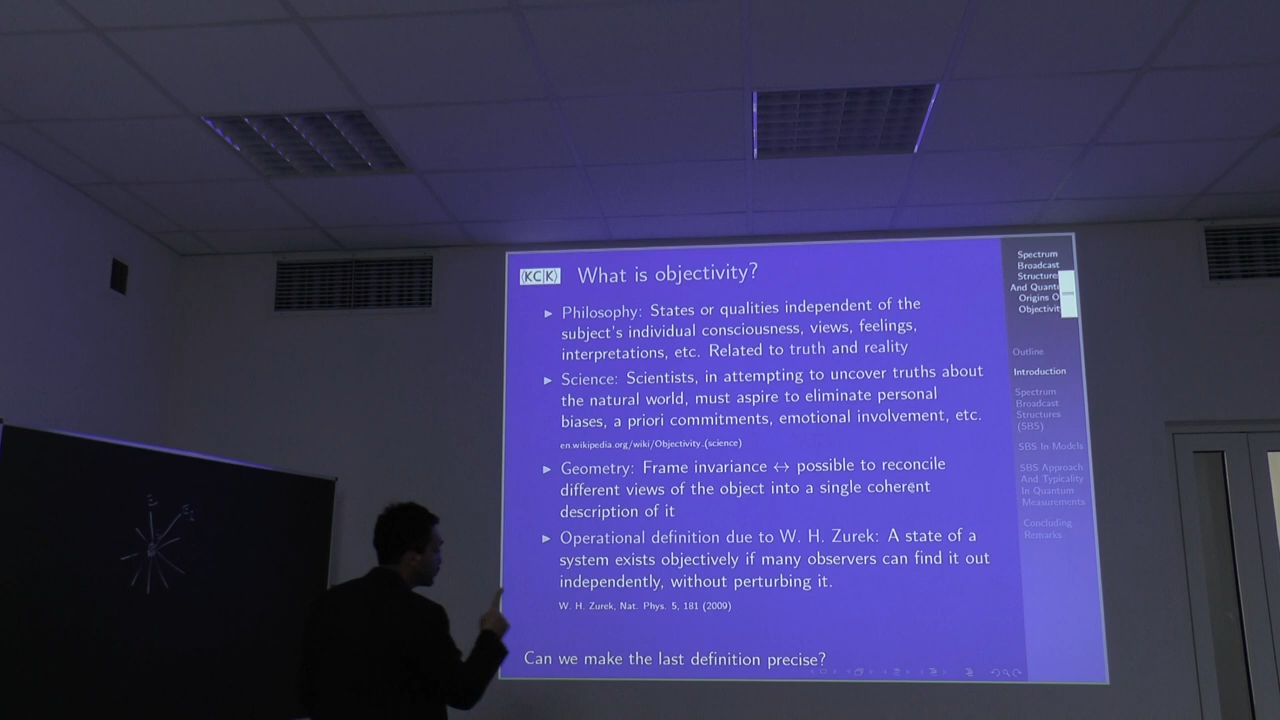 ⟨KC|K⟩ What is objectivity?
► Philosophy: States or qualities independent of the
subject's individual consciousness, views, feelings,
interpretations, etc. Related to truth and reality
► Science: Scientists, in attempting to uncover truths about
the natural world, must aspire to eliminate personal
biases, a priori commitments, emotional involvement, etc.
en.wikipedia.org/wiki/Objectivity_(science)
► Geometry: Frame invariance ↔ possible to reconcile
different views of the object into a single coherent
description of it
► Operational definition due to W. H. Zurek: A state of a
system exists objectively if many observers can find it out
independently, without perturbing it.
W. H. Zurek, Nat. Phys. 5, 181 (2009)
Can we make the last definition precise?
Spectrum
Broadcast
Structures
And Quant
Origins O
Objectivit
Outline
Introduction
Spectrum
Broadcast
Structures
(SBS)
SBS In Models
SBS Approach
And Typicality
In Quantum
Measurements
Concluding
Remarks